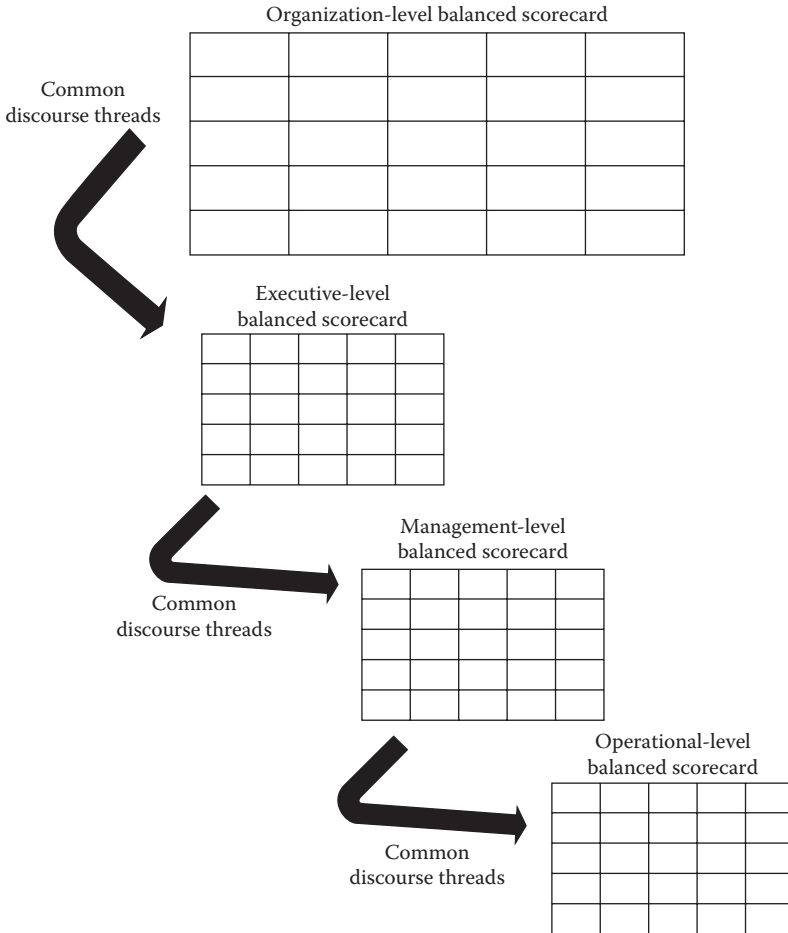 Organization-level balanced scorecard
Common
discourse threads
Executive-level
balanced scorecard
Management-level
balanced scorecard
Common
discourse threads
Operational-level
balanced scorecard
Common
discourse threads